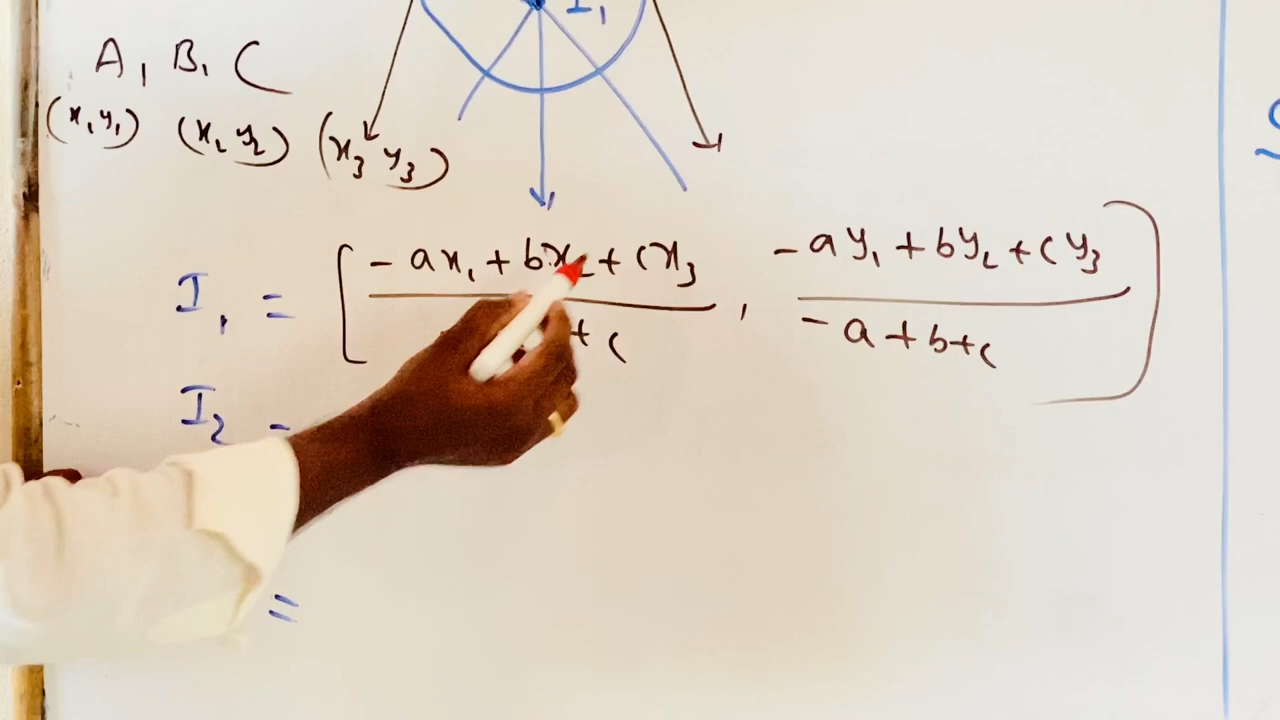 I₁
A, B, C
(x₁ y₁) (x₂ y₂) (x₃ y₃)
I₁ = [ (-ax₁ + bx₂ + cx₃) / + c , (-ay₁ + by₂ + cy₃) / (-a + b + c) ]
I₂ =
=